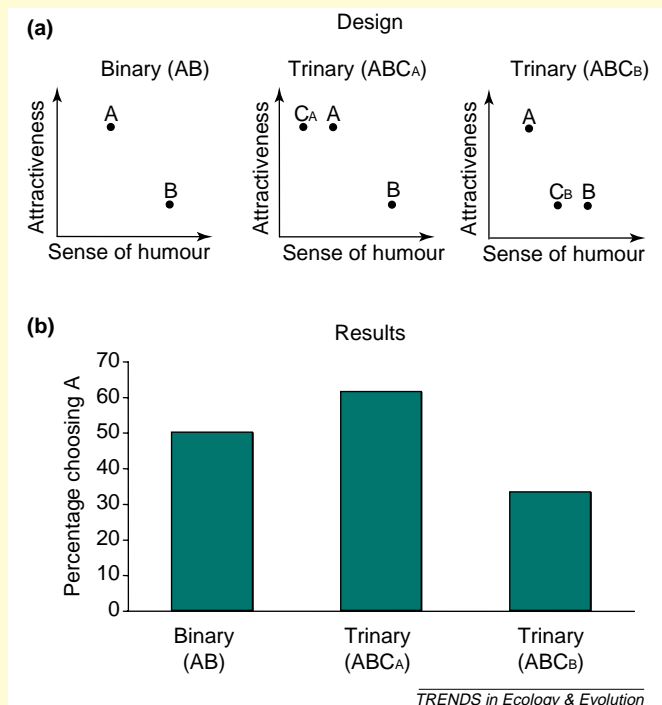 (a)
Design
Binary (AB)
Trinary (ABCA)
Trinary (ABCB)
Attractiveness
A
B
Sense of humour
Attractiveness
CA
A
B
Sense of humour
Attractiveness
A
CB
B
Sense of humour
(b)
Results
Percentage choosing A
70
60
50
40
30
20
10
0
Binary
(AB)
Trinary
(ABCA)
Trinary
(ABCB)
TRENDS in Ecology & Evolution